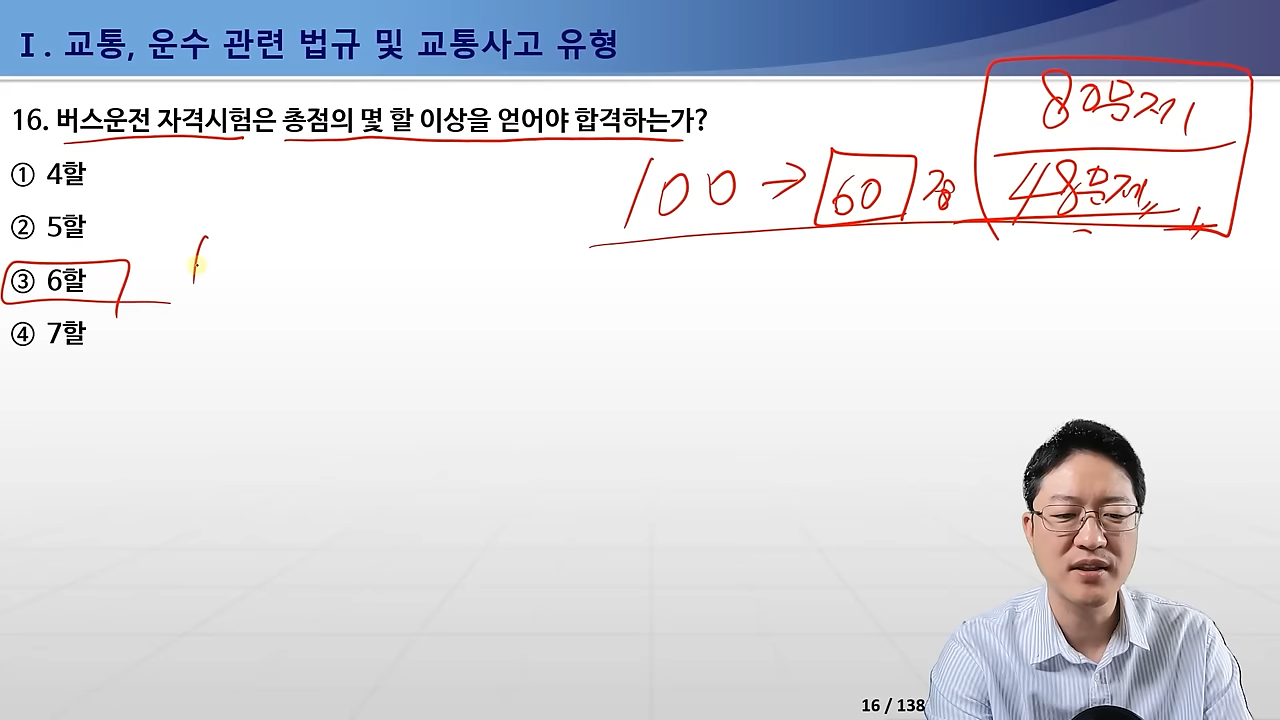 Ⅰ. 교통, 운수 관련 법규 및 교통사고 유형
16. 버스운전 자격시험은 총점의 몇 할 이상을 얻어야 합격하는가?
① 4할
② 5할
③ 6할
④ 7할
100 → 60점
80문제
48문제
16 / 138